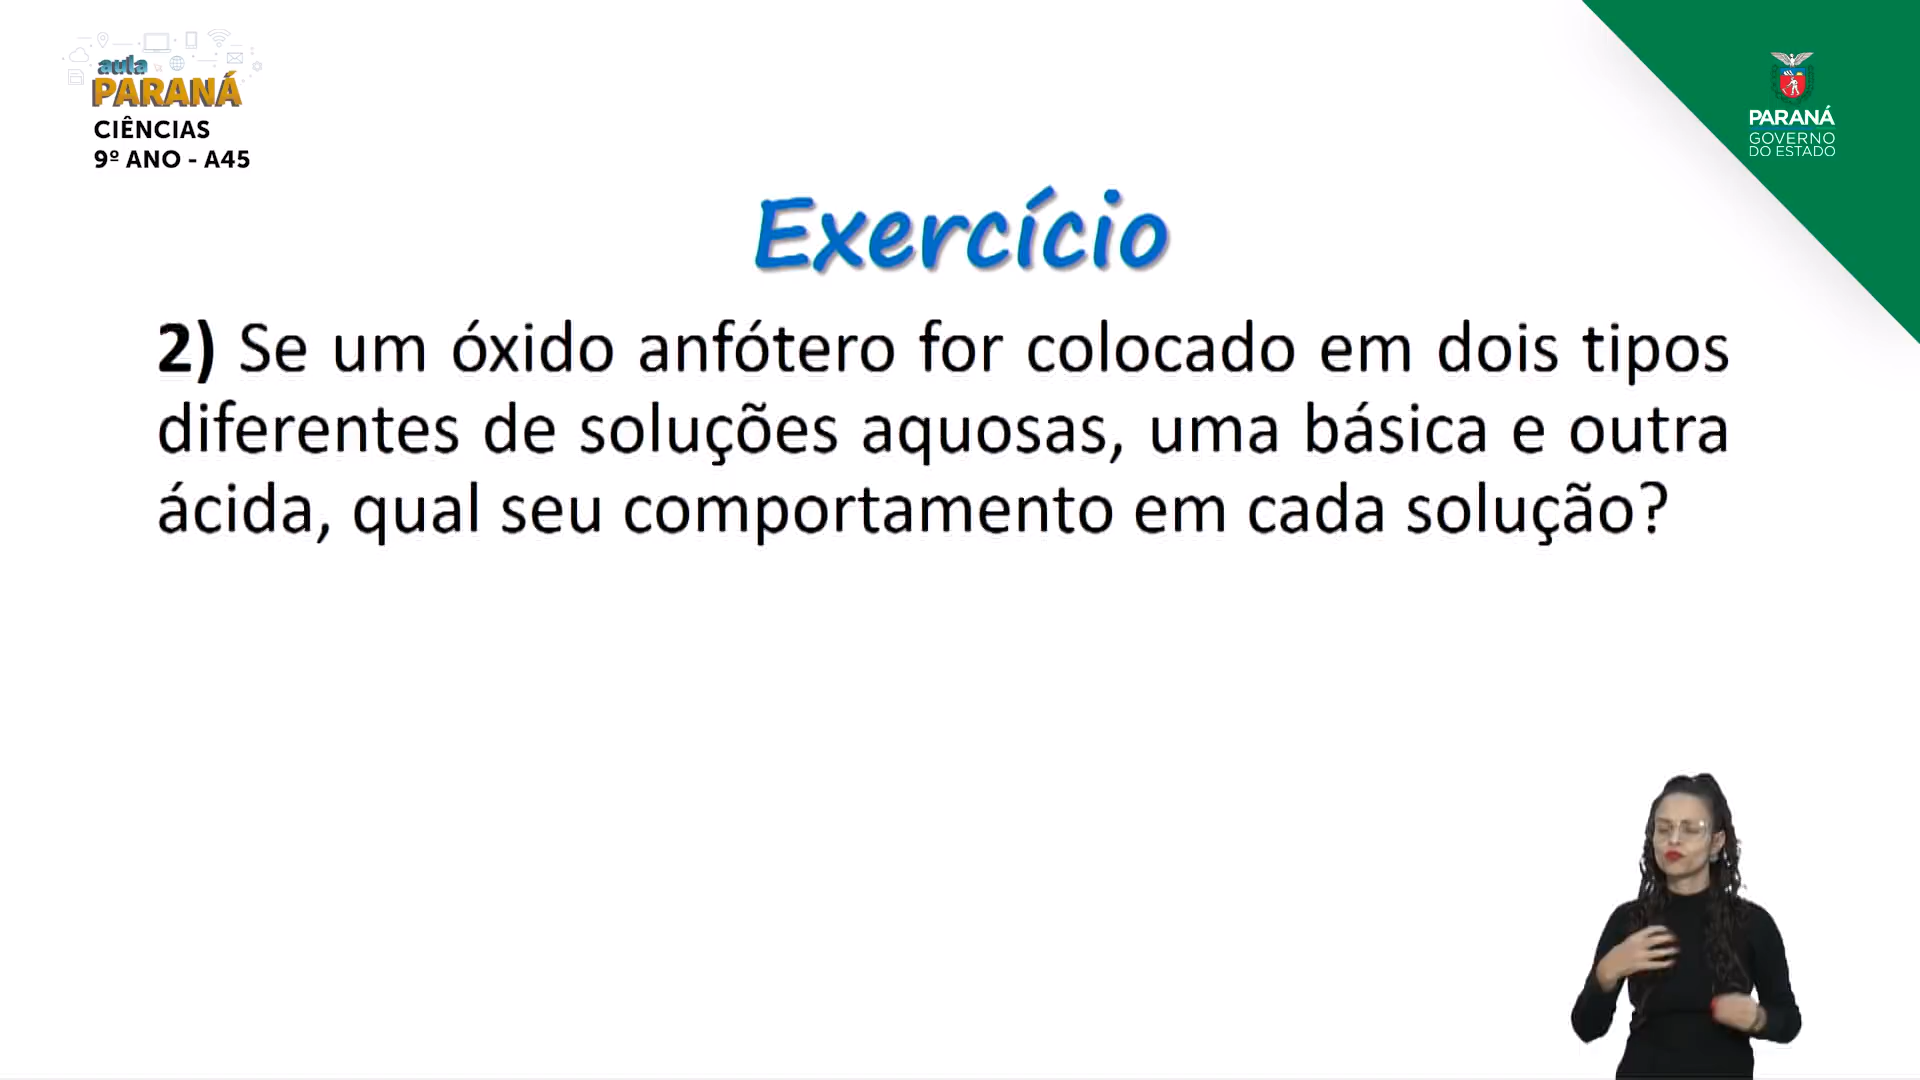 aula
PARANÁ
CIÊNCIAS
9º ANO - A45
PARANÁ
GOVERNO
DO ESTADO
Exercício
2) Se um óxido anfótero for colocado em dois tipos
diferentes de soluções aquosas, uma básica e outra
ácida, qual seu comportamento em cada solução?